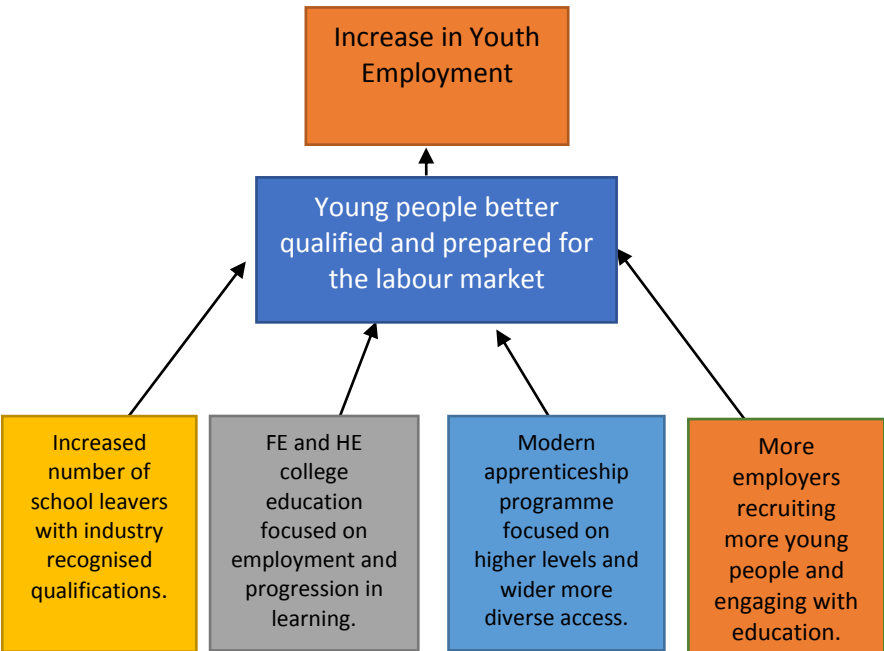 Increase in Youth
Employment
Young people better
qualified and prepared for
the labour market
Increased
number of
school leavers
with industry
recognised
qualifications.
FE and HE
college
education
focused on
employment and
progression in
learning.
Modern
apprenticeship
programme
focused on
higher levels and
wider more
diverse access.
More
employers
recruiting
more young
people and
engaging with
education.